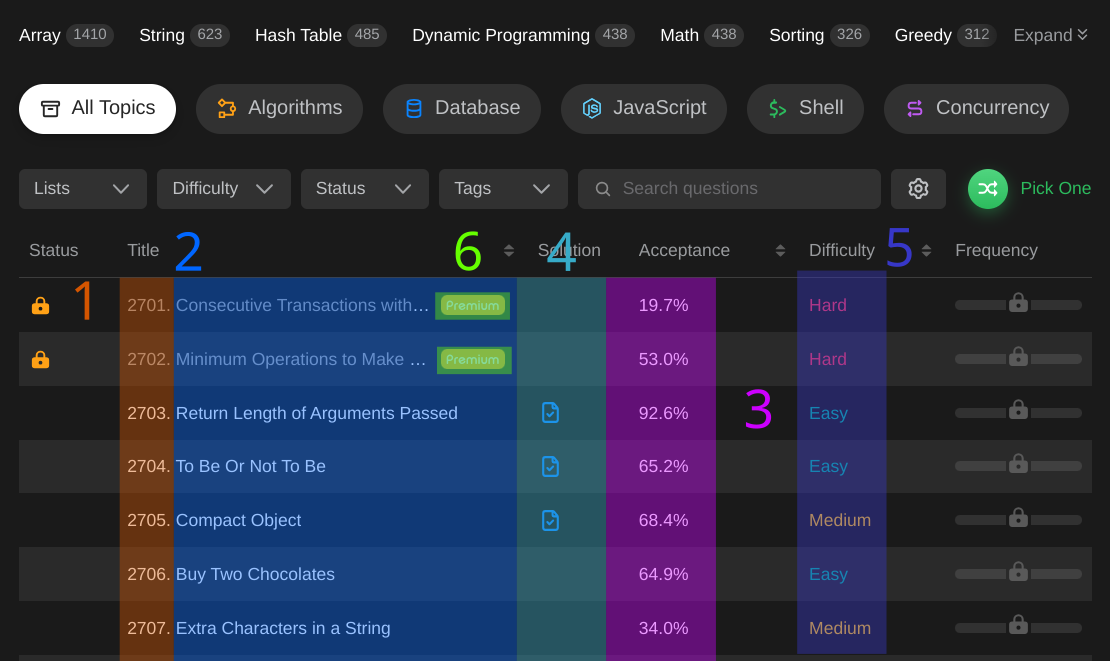 Array 1410 String 623 Hash Table 485 Dynamic Programming 438 Math 438 Sorting 326 Greedy 312 Expand
All Topics Algorithms Database JavaScript Shell Concurrency
Lists Difficulty Status Tags Search questions Pick One
Status Title 2 6 Solution 4 Acceptance Difficulty 5 Frequency
1 2701. Consecutive Transactions with... Premium 19.7% Hard
2702. Minimum Operations to Make ... Premium 53.0% Hard
2703. Return Length of Arguments Passed 92.6% 3 Easy
2704. To Be Or Not To Be 65.2% Easy
2705. Compact Object 68.4% Medium
2706. Buy Two Chocolates 64.9% Easy
2707. Extra Characters in a String 34.0% Medium